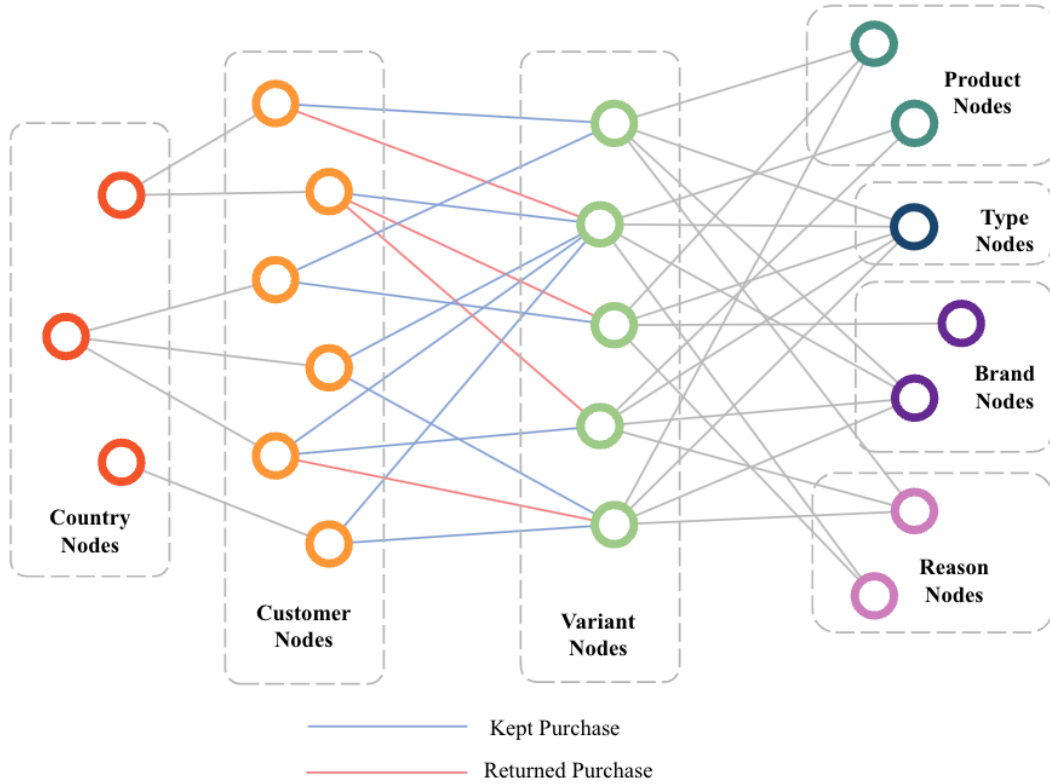 Product
Nodes
Type
Nodes
Brand
Nodes
Country
Nodes
Reason
Nodes
Customer
Nodes
Variant
Nodes
Kept Purchase
Returned Purchase